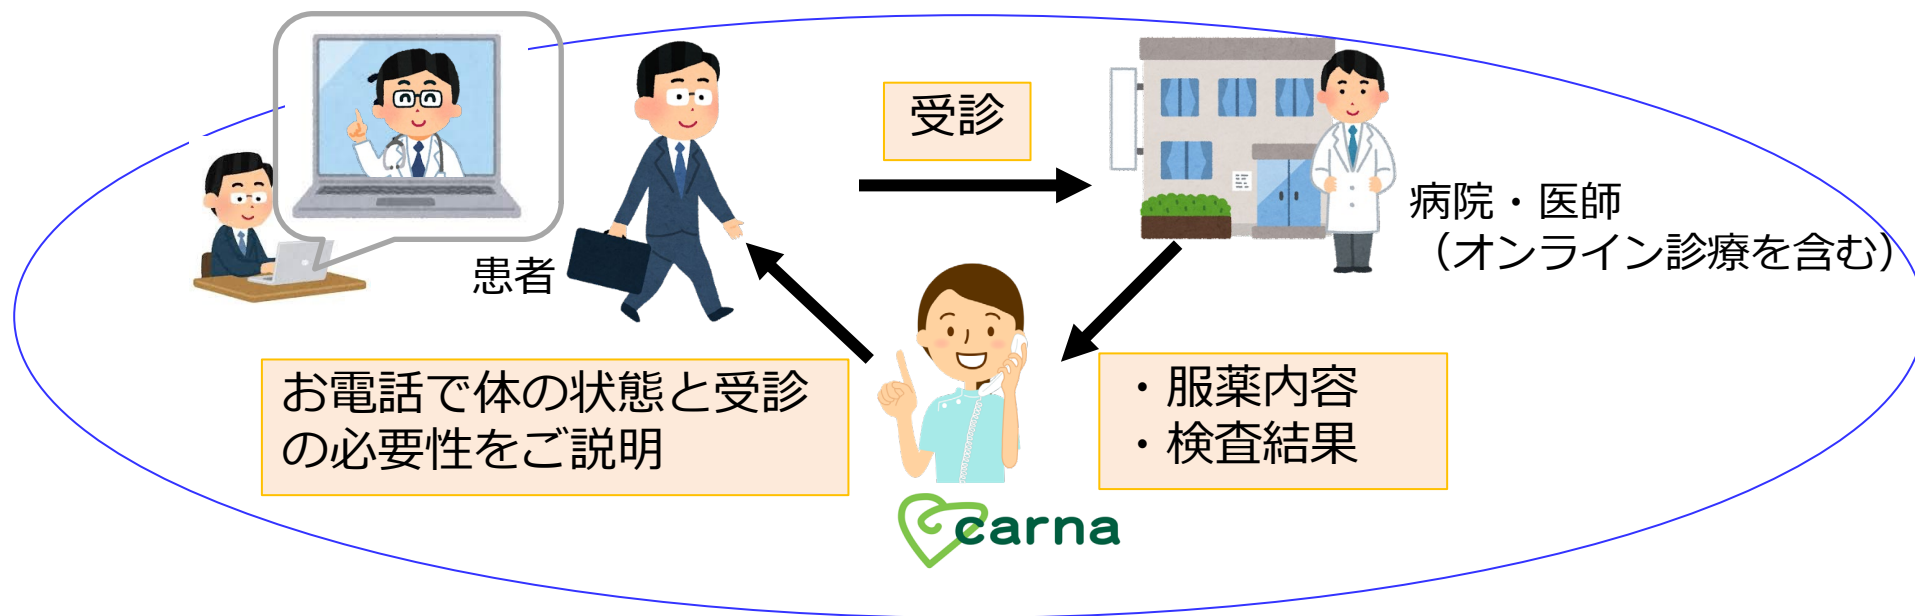 受診
病院・医師
（オンライン診療を含む）
患者
お電話で体の状態と受診
の必要性をご説明
・服薬内容
・検査結果
carna